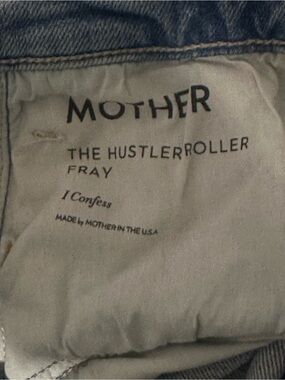 MOTHER
THE HUSTLER ROLLER
FRAY
I Confess
MADE by MOTHER IN THE U.S.A